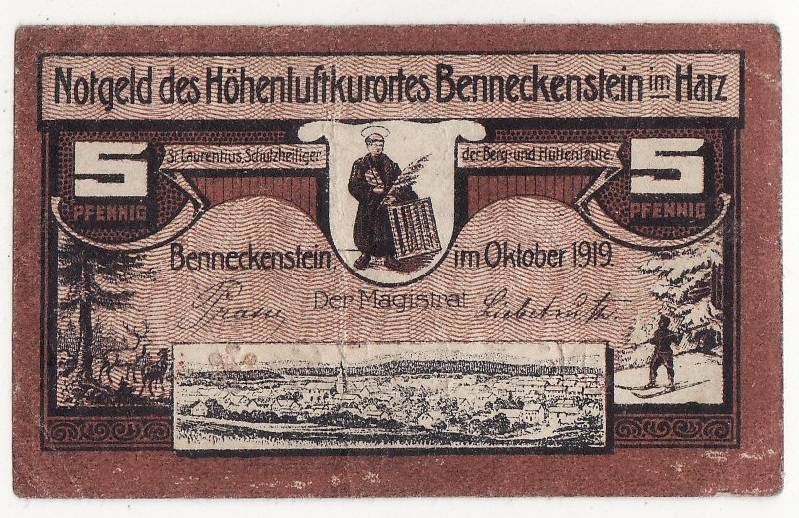 Notgeld des Höhenluftkurortes Benneckenstein im Harz
5 PFENNIG
St Laurentius, Schutzheiliger der Berg- und Hüttenleute.
5 PFENNIG
Benneckenstein, im Oktober 1919
Der Magistrat